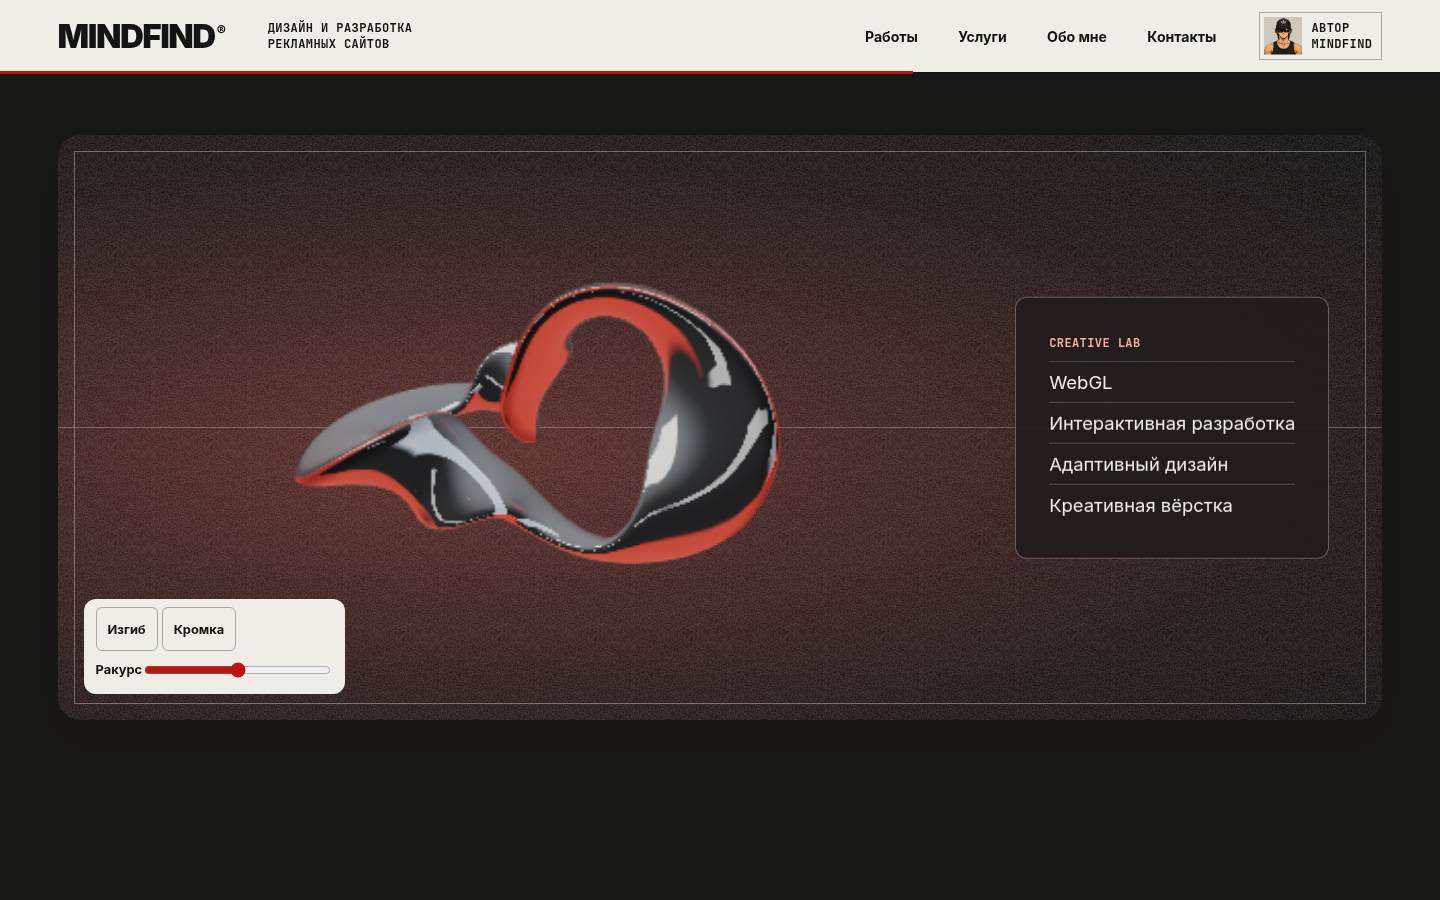 MINDFIND®
ДИЗАЙН И РАЗРАБОТКА
РЕКЛАМНЫХ САЙТОВ
Работы
Услуги
Обо мне
Контакты
АВТОР
MINDFIND
CREATIVE LAB
WebGL
Интерактивная разработка
Адаптивный дизайн
Креативная вёрстка
Изгиб
Кромка
Ракурс